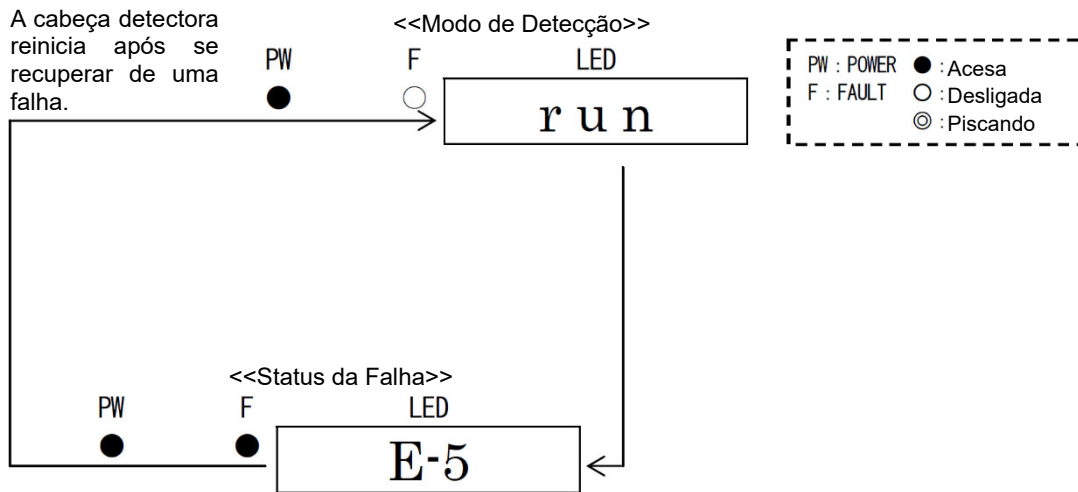 A cabeça detectora
reinicia após se
recuperar de uma
falha.
<<Modo de Detecção>>
PW F LED
run
PW : POWER ● : Acesa
F : FAULT ○ : Desligada
◎ : Piscando
<<Status da Falha>>
PW F LED
E-5